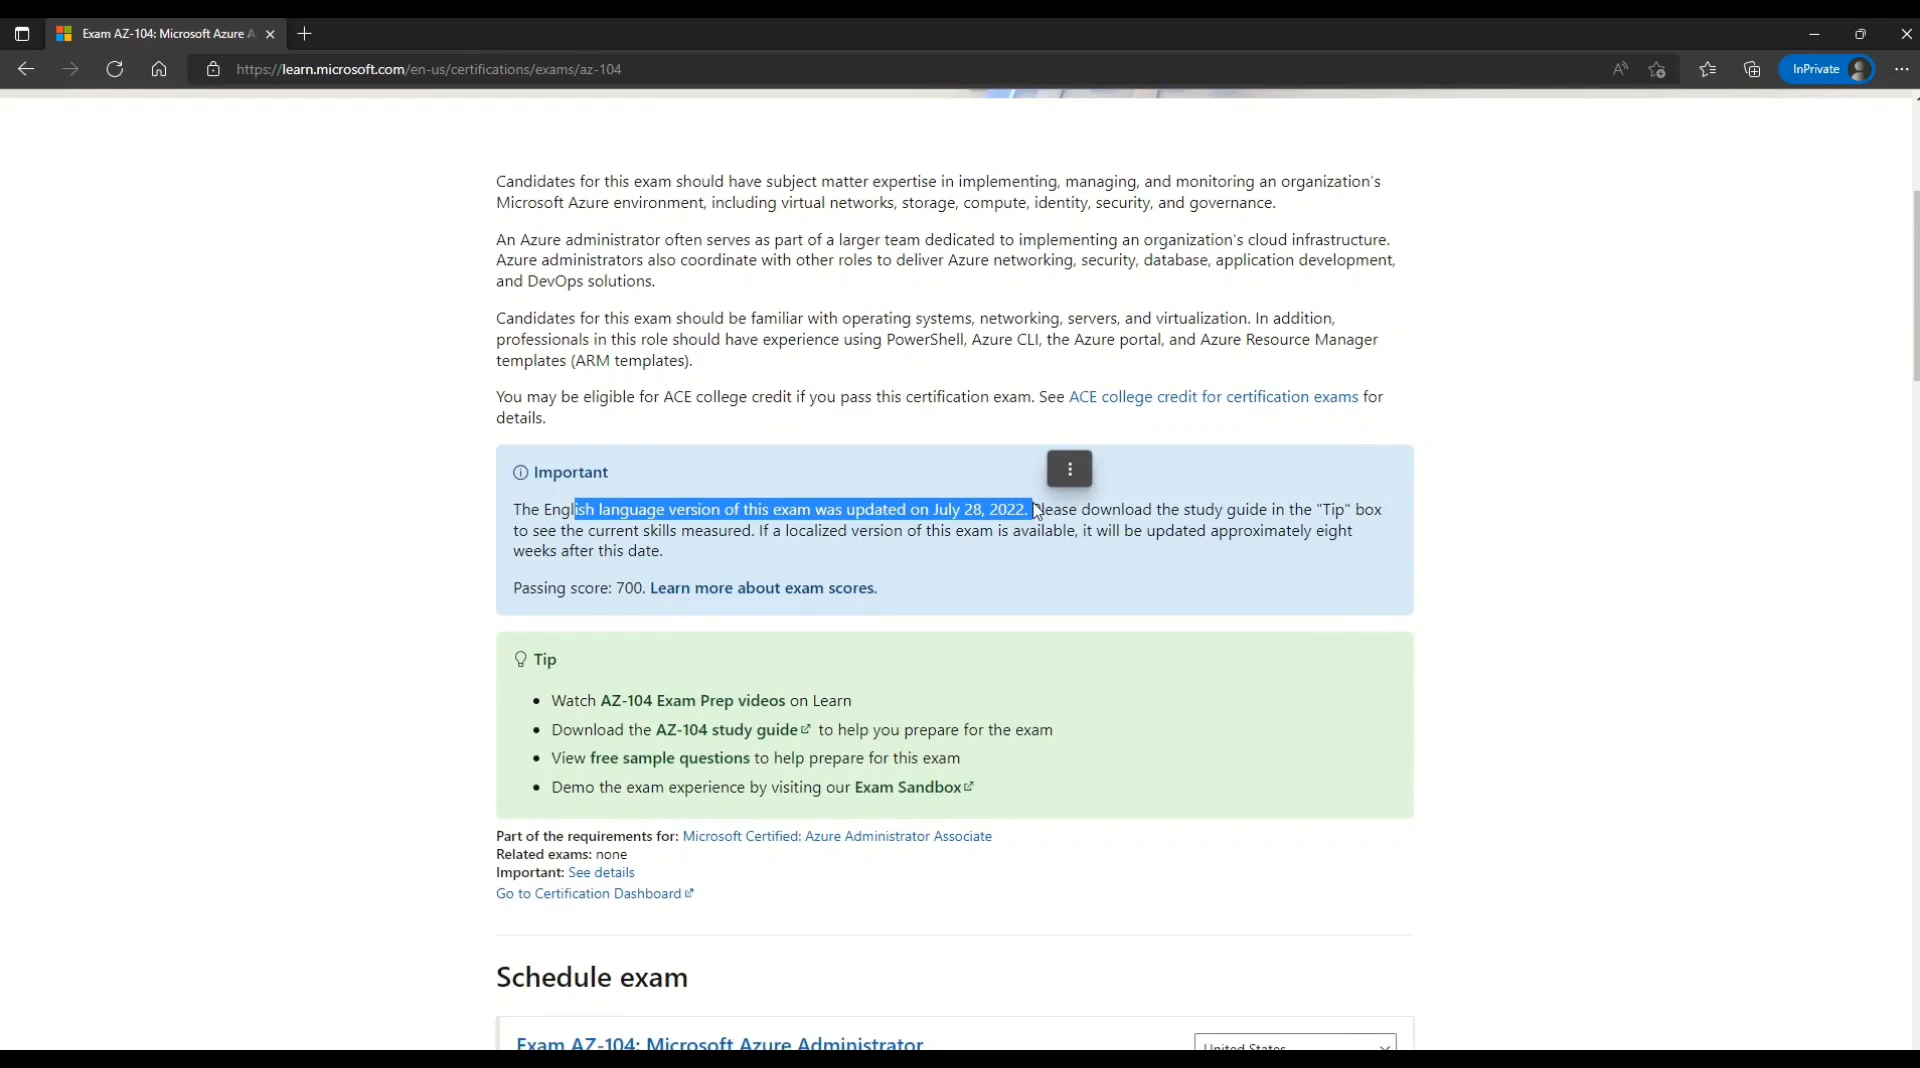 Exam AZ-104: Microsoft Azure A
https://learn.microsoft.com/en-us/certifications/exams/az-104
InPrivate
Candidates for this exam should have subject matter expertise in implementing, managing, and monitoring an organization's
Microsoft Azure environment, including virtual networks, storage, compute, identity, security, and governance.
An Azure administrator often serves as part of a larger team dedicated to implementing an organization's cloud infrastructure.
Azure administrators also coordinate with other roles to deliver Azure networking, security, database, application development,
and DevOps solutions.
Candidates for this exam should be familiar with operating systems, networking, servers, and virtualization. In addition,
professionals in this role should have experience using PowerShell, Azure CLI, the Azure portal, and Azure Resource Manager
templates (ARM templates).
You may be eligible for ACE college credit if you pass this certification exam. See ACE college credit for certification exams for
details.
Important
The English language version of this exam was updated on July 28, 2022. Please download the study guide in the "Tip" box
to see the current skills measured. If a localized version of this exam is available, it will be updated approximately eight
weeks after this date.
Passing score: 700. Learn more about exam scores.
Tip
• Watch AZ-104 Exam Prep videos on Learn
• Download the AZ-104 study guide to help you prepare for the exam
• View free sample questions to help prepare for this exam
• Demo the exam experience by visiting our Exam Sandbox
Part of the requirements for: Microsoft Certified: Azure Administrator Associate
Related exams: none
Important: See details
Go to Certification Dashboard
Schedule exam
Exam AZ-104: Microsoft Azure Administrator
United States